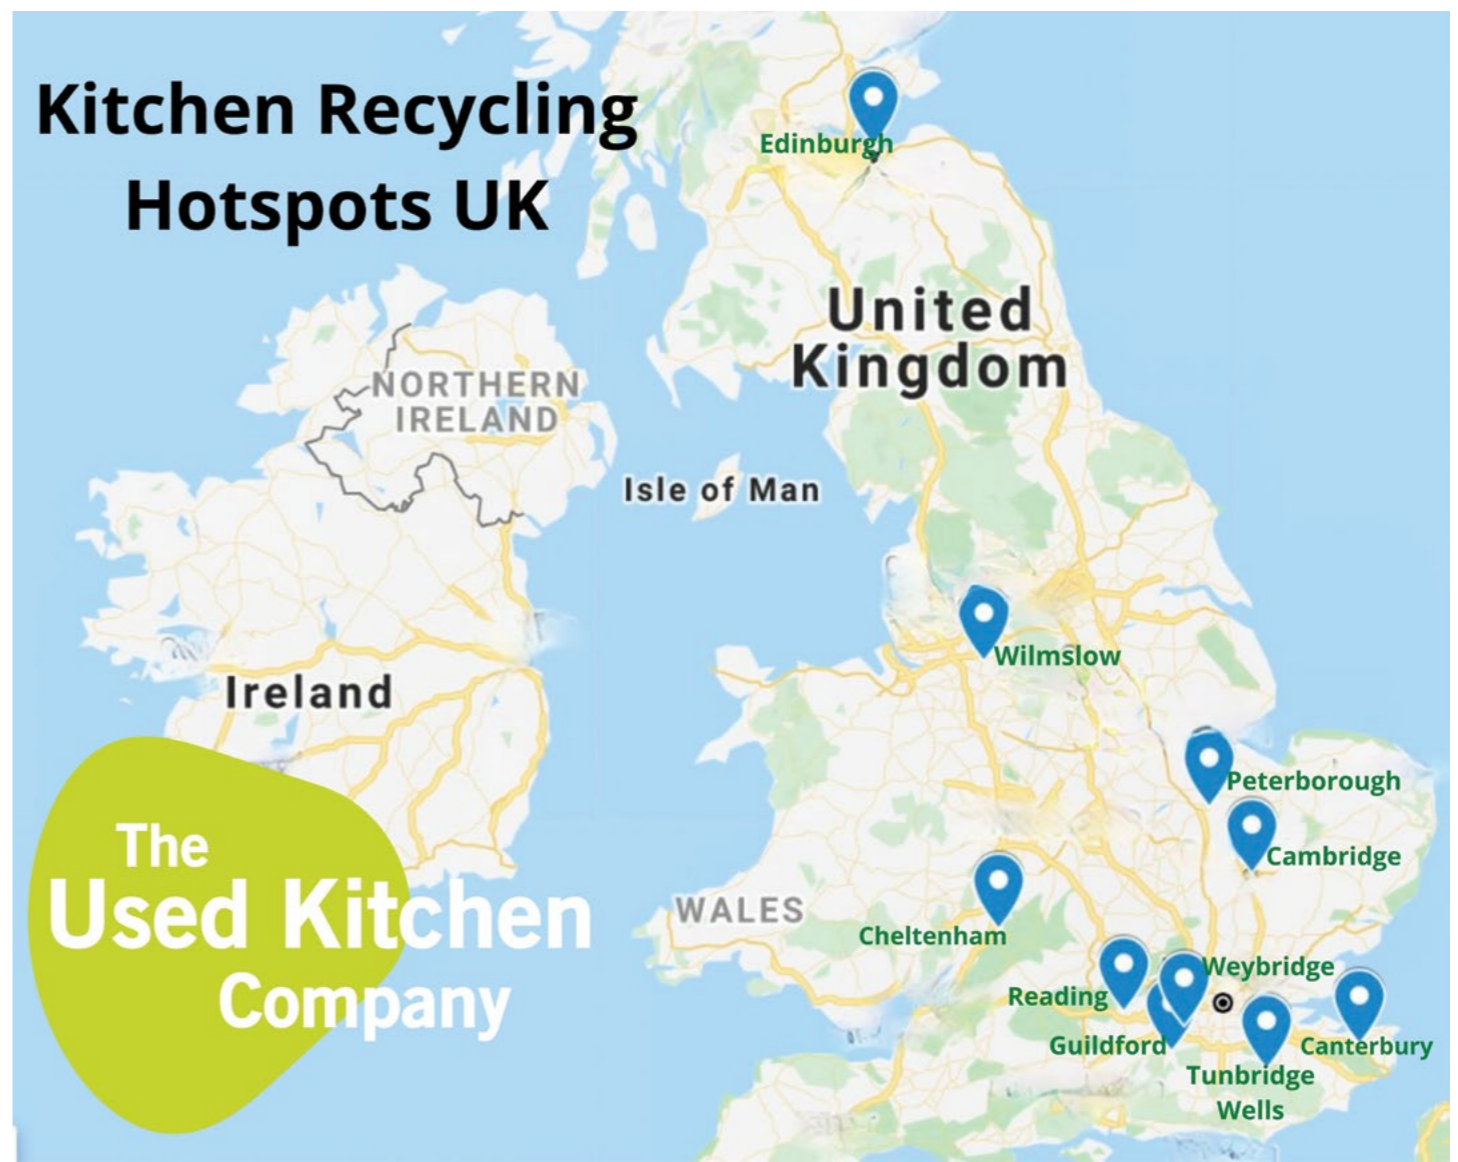 Kitchen Recycling
Hotspots UK
Edinburgh
United
Kingdom
NORTHERN
IRELAND
Isle of Man
Wilmslow
Ireland
Peterborough
Cambridge
The
Used Kitchen
Company
WALES
Cheltenham
Weybridge
Reading
Guildford
Canterbury
Tunbridge
Wells